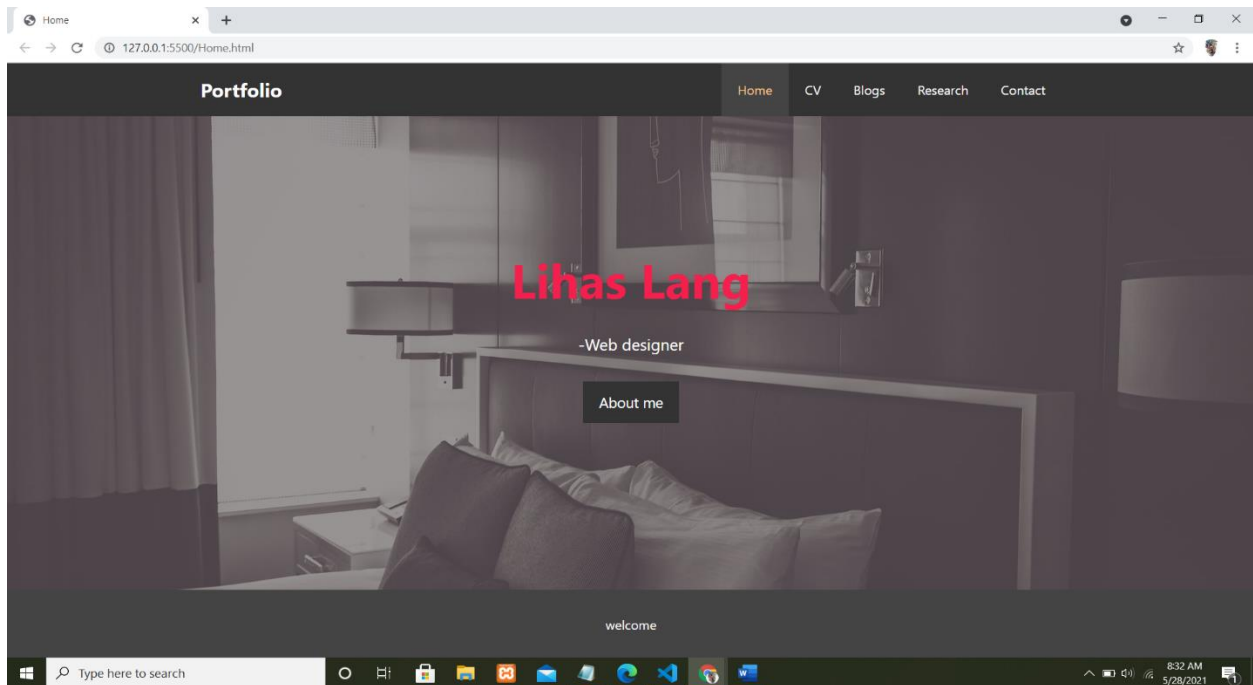 Home
127.0.0.1:5500/Home.html
Portfolio Home CV Blogs Research Contact
Lihas Lang
-Web designer
About me
welcome
Type here to search
8:32 AM
5/28/2021